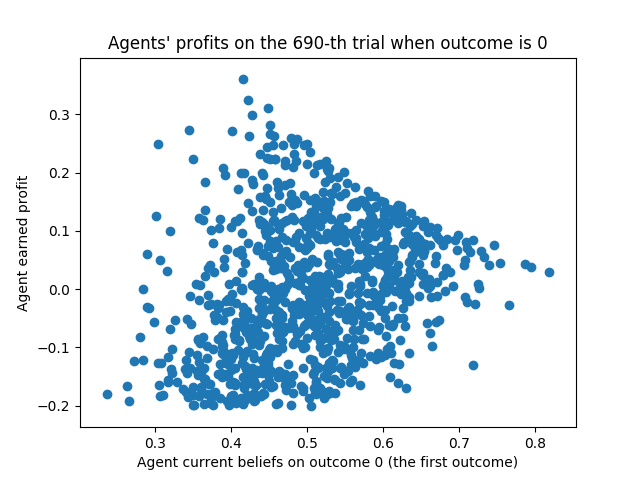 Agents' profits on the 690-th trial when outcome is 0
Agent earned profit
0.3
0.2
0.1
0.0
−0.1
−0.2
0.3 0.4 0.5 0.6 0.7 0.8
Agent current beliefs on outcome 0 (the first outcome)